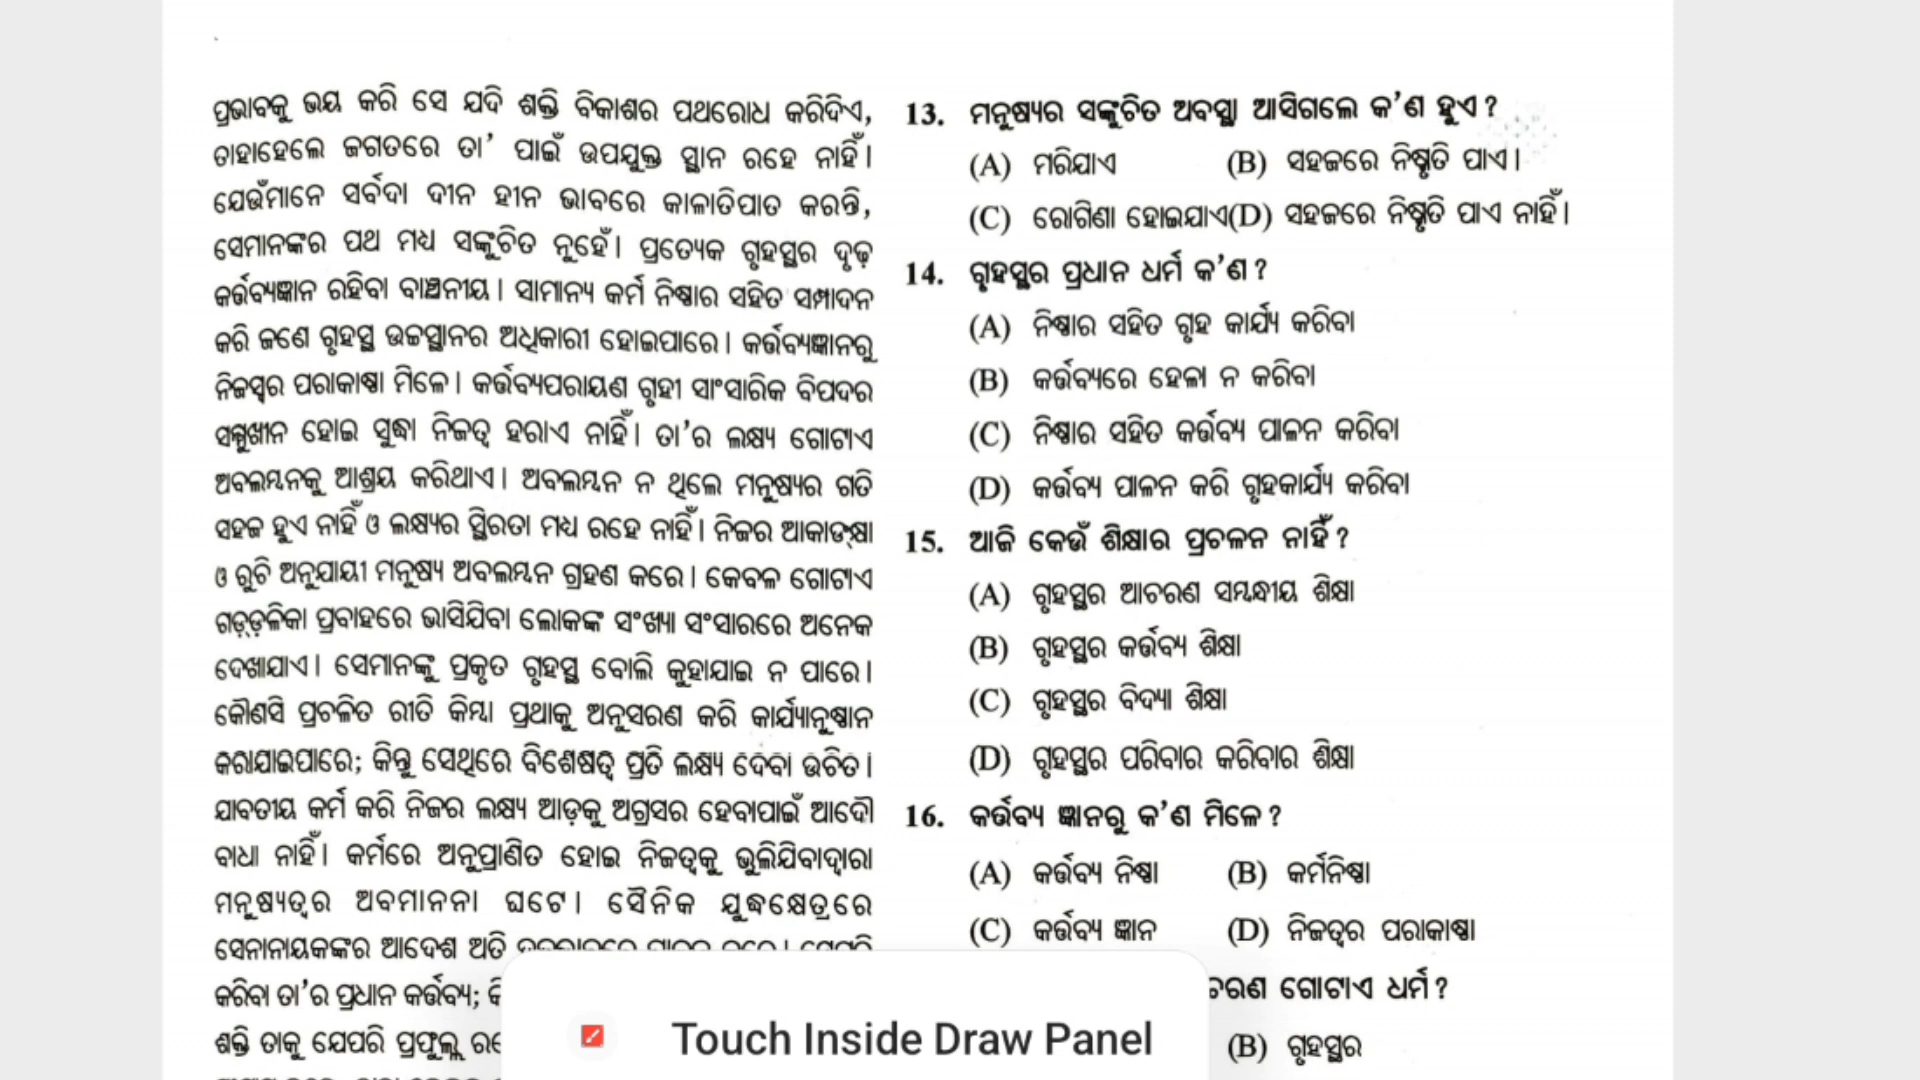 ପ୍ରଭାବକୁ ଭୟ କରି ସେ ଯଦି ଶକ୍ତି ବିକାଶର ପଥରୋଧ କରିଦିଏ,
ତାହାହେଲେ ଜଗତରେ ତା’ ପାଇଁ ଉପଯୁକ୍ତ ସ୍ଥାନ ରହେ ନାହିଁ।
ଯେଉଁମାନେ ସର୍ବଦା ଦୀନ ହୀନ ଭାବରେ କାଳାତିପାତ କରନ୍ତି,
ସେମାନଙ୍କର ପଥ ମଧ୍ୟ ସଙ୍କୁଚିତ ନୁହେଁ। ପ୍ରତ୍ୟେକ ଗୃହସ୍ଥର ଦୃଢ଼
କର୍ତ୍ତବ୍ୟଜ୍ଞାନ ରହିବା ବାଞ୍ଚନୀୟ। ସାମାନ୍ୟ କର୍ମ ନିଷ୍ଠାର ସହିତ ସମ୍ପାଦନ
କରି ଜଣେ ଗୃହସ୍ଥ ଉଚ୍ଚସ୍ଥାନର ଅଧିକାରୀ ହୋଇପାରେ। କର୍ତ୍ତବ୍ୟଜ୍ଞାନରୁ
ନିଜସ୍ୱର ପରାକାଷ୍ଠା ମିଳେ। କର୍ତ୍ତବ୍ୟପରାୟଣ ଗୃହୀ ସାଂସାରିକ ବିପଦର
ସମ୍ମୁଖୀନ ହୋଇ ସୁଦ୍ଧା ନିଜତ୍ୱ ହରାଏ ନାହିଁ। ତା’ର ଲକ୍ଷ୍ୟ ଗୋଟାଏ
ଅବଲମ୍ବନକୁ ଆଶ୍ରୟ କରିଥାଏ। ଅବଲମ୍ବନ ନ ଥିଲେ ମନୁଷ୍ୟର ଗତି
ସହଜ ହୁଏ ନାହିଁ ଓ ଲକ୍ଷ୍ୟର ସ୍ଥିରତା ମଧ୍ୟ ରହେ ନାହିଁ। ନିଜର ଆକାଙ୍‌କ୍ଷା
ଓ ରୁଚି ଅନୁଯାୟୀ ମନୁଷ୍ୟ ଅବଲମ୍ବନ ଗ୍ରହଣ କରେ। କେବଳ ଗୋଟାଏ
ଗଡ଼୍ଡ଼ଳିକା ପ୍ରବାହରେ ଭାସିଯିବା ଲୋକଙ୍କ ସଂଖ୍ୟା ସଂସାରରେ ଅନେକ
ଦେଖାଯାଏ। ସେମାନଙ୍କୁ ପ୍ରକୃତ ଗୃହସ୍ଥ ବୋଲି କୁହାଯାଇ ନ ପାରେ।
କୌଣସି ପ୍ରଚଳିତ ରୀତି କିମ୍ବା ପ୍ରଥାକୁ ଅନୁସରଣ କରି କାର୍ଯ୍ୟାନୁଷ୍ଠାନ
କରାଯାଇପାରେ; କିନ୍ତୁ ସେଥିରେ ବିଶେଷତ୍ୱ ପ୍ରତି ଲକ୍ଷ୍ୟ ଦେବା ଉଚିତ।
ଯାବତୀୟ କର୍ମ କରି ନିଜର ଲକ୍ଷ୍ୟ ଆଡ଼କୁ ଅଗ୍ରସର ହେବାପାଇଁ ଆଦୌ
ବାଧା ନାହିଁ। କର୍ମରେ ଅନୁପ୍ରାଣିତ ହୋଇ ନିଜତ୍ୱକୁ ଭୁଲିଯିବାଦ୍ୱାରା
ମନୁଷ୍ୟତ୍ୱର ଅବମାନନା ଘଟେ। ସୈନିକ ଯୁଦ୍ଧକ୍ଷେତ୍ରରେ
ସେନାନାୟକଙ୍କର ଆଦେଶ ଅତି
କରିବା ତା’ର ପ୍ରଧାନ କର୍ତ୍ତବ୍ୟ;
ଶକ୍ତି ତାକୁ ଯେପରି ପ୍ରଫୁଲ୍ଲ
13. ମନୁଷ୍ୟର ସଙ୍କୁଚିତ ଅବସ୍ଥା ଆସିଗଲେ କ’ଣ ହୁଏ?
(A) ମରିଯାଏ (B) ସହଜରେ ନିଷ୍କୃତି ପାଏ।
(C) ରୋଗିଣା ହୋଇଯାଏ(D) ସହଜରେ ନିଷ୍କୃତି ପାଏ ନାହିଁ।
14. ଗୃହସ୍ଥର ପ୍ରଧାନ ଧର୍ମ କ’ଣ?
(A) ନିଷ୍ଠାର ସହିତ ଗୃହ କାର୍ଯ୍ୟ କରିବା
(B) କର୍ତ୍ତବ୍ୟରେ ହେଳା ନ କରିବା
(C) ନିଷ୍ଠାର ସହିତ କର୍ତ୍ତବ୍ୟ ପାଳନ କରିବା
(D) କର୍ତ୍ତବ୍ୟ ପାଳନ କରି ଗୃହକାର୍ଯ୍ୟ କରିବା
15. ଆଜି କେଉଁ ଶିକ୍ଷାର ପ୍ରଚଳନ ନାହିଁ?
(A) ଗୃହସ୍ଥର ଆଚରଣ ସମ୍ବନ୍ଧୀୟ ଶିକ୍ଷା
(B) ଗୃହସ୍ଥର କର୍ତ୍ତବ୍ୟ ଶିକ୍ଷା
(C) ଗୃହସ୍ଥର ବିଦ୍ୟା ଶିକ୍ଷା
(D) ଗୃହସ୍ଥର ପରିବାର କରିବାର ଶିକ୍ଷା
16. କର୍ତ୍ତବ୍ୟ ଜ୍ଞାନରୁ କ’ଣ ମିଳେ?
(A) କର୍ତ୍ତବ୍ୟ ନିଷ୍ଠା (B) କର୍ମନିଷ୍ଠା
(C) କର୍ତ୍ତବ୍ୟ ଜ୍ଞାନ (D) ନିଜତ୍ୱର ପରାକାଷ୍ଠା
ଚରଣ ଗୋଟାଏ ଧର୍ମ?
(B) ଗୃହସ୍ଥର
Touch Inside Draw Panel